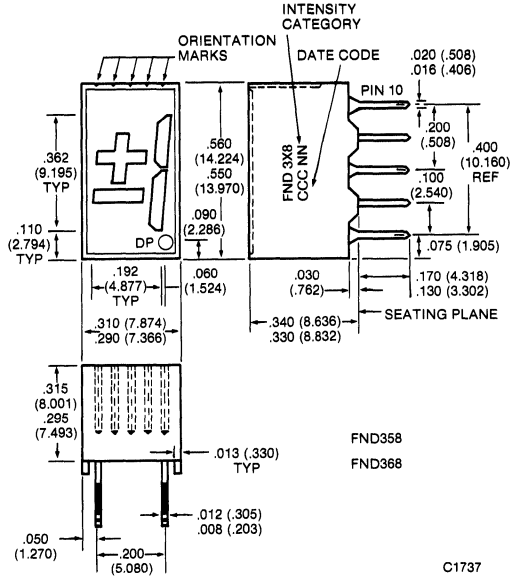 INTENSITY
CATEGORY
ORIENTATION
MARKS
DATE CODE
.020 (.508)
.016 (.406)
PIN 10
.200
(.508)
.400
(10.160)
REF
.100
(2.540)
.075 (1.905)
FND 3X8
CCC NN
.362
(9.195)
TYP
.560
(14.224)
.550
(13.970)
.110
(2.794)
TYP
.090
(2.286)
DP
.192
(4.877)
TYP
.060
(1.524)
.030
(.762)
.170 (4.318)
.130 (3.302)
SEATING PLANE
.310 (7.874)
.290 (7.366)
.340 (8.636)
.330 (8.832)
.315
(8.001)
.295
(7.493)
.013 (.330)
TYP
FND358
FND368
.012 (.305)
.008 (.203)
.050
(1.270)
.200
(5.080)
C1737